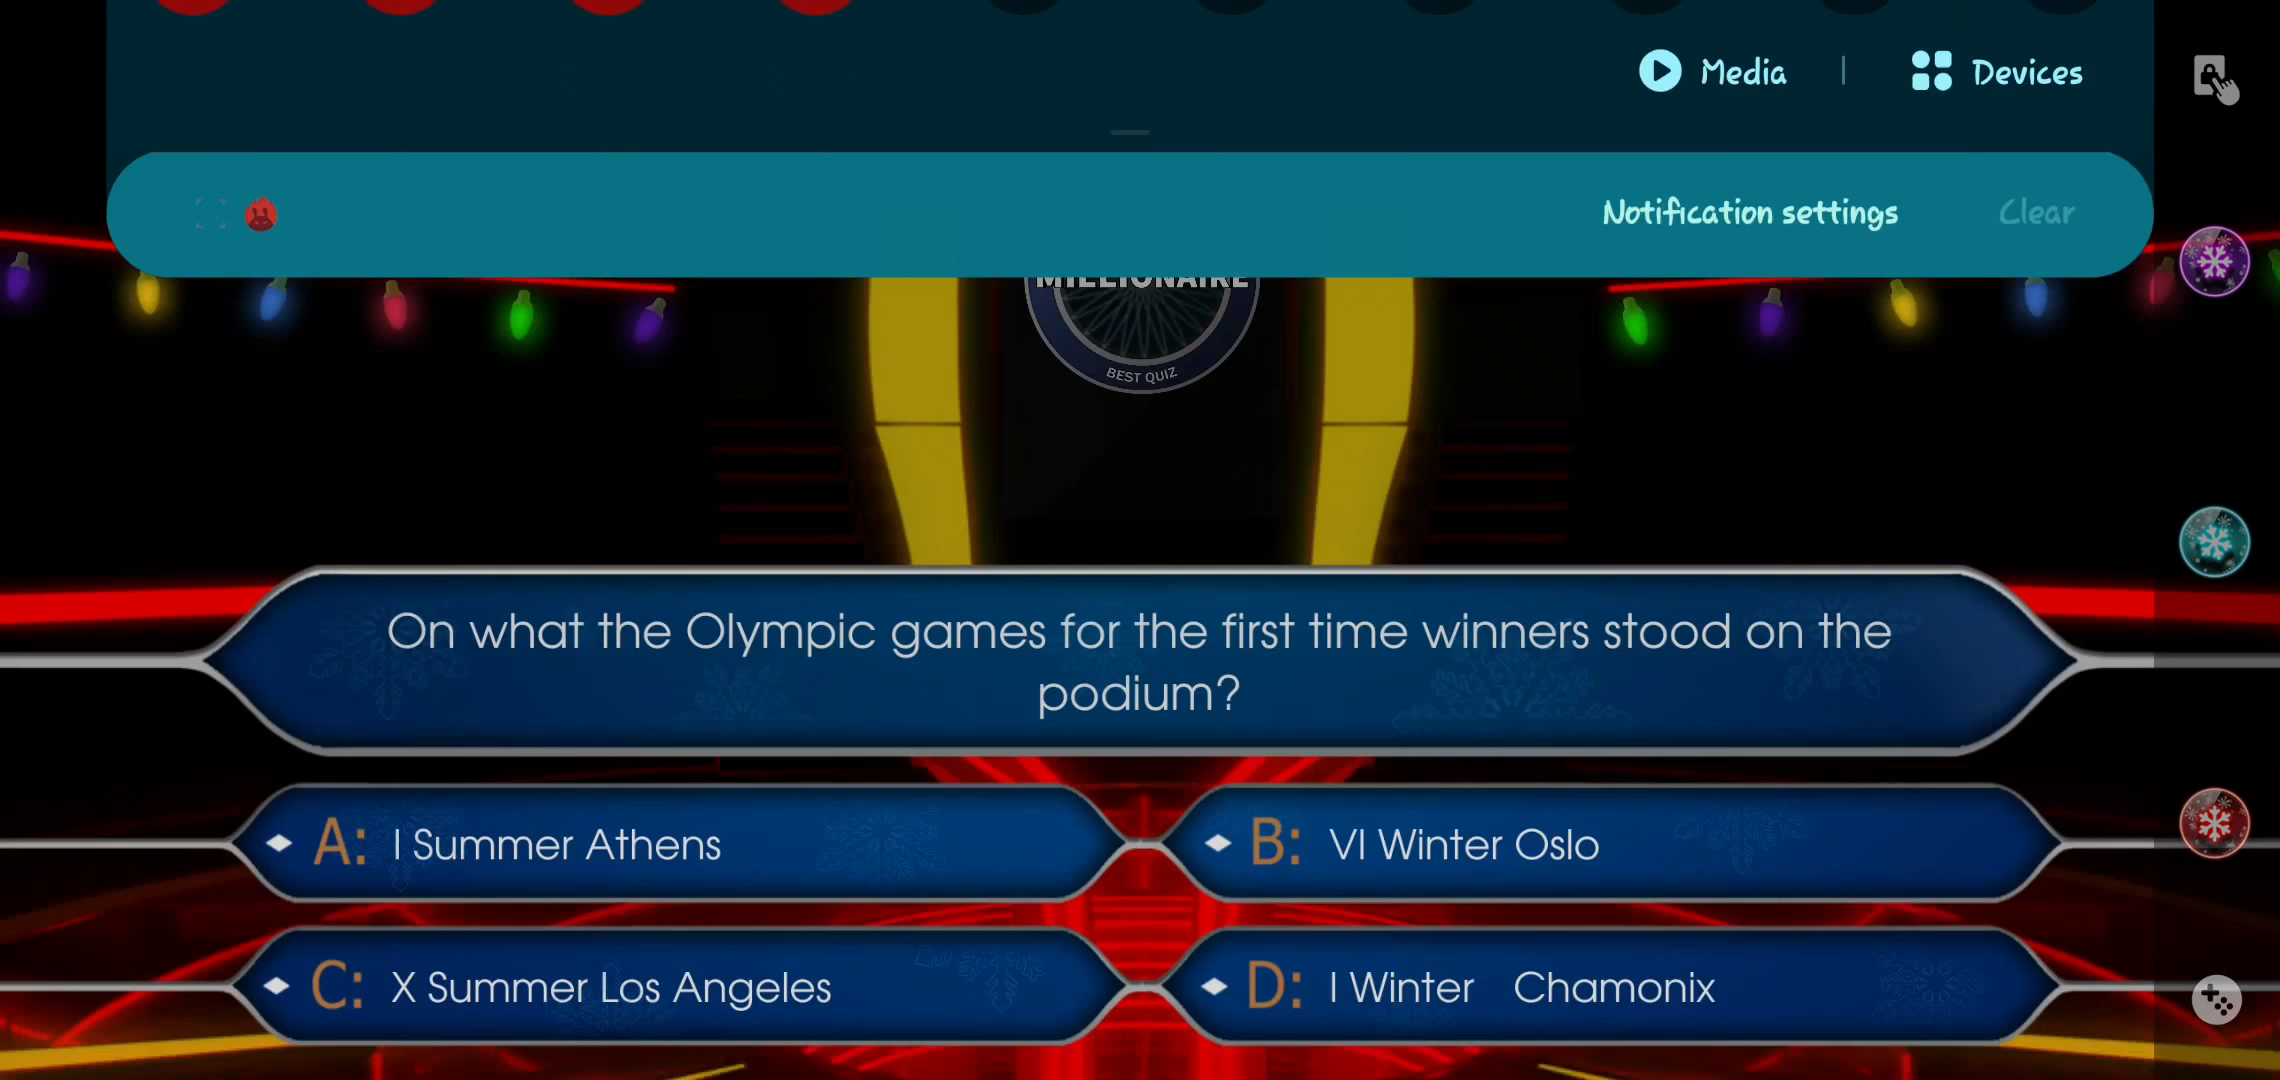 Media
Devices
Notification settings
Clear
MILLIONAIRE
BEST QUIZ
On what the Olympic games for the first time winners stood on the
podium?
A: I Summer Athens
B: VI Winter Oslo
C: X Summer Los Angeles
D: I Winter Chamonix